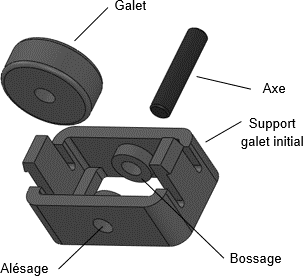 Galet
Axe
Support
galet initial
Bossage
Alésage